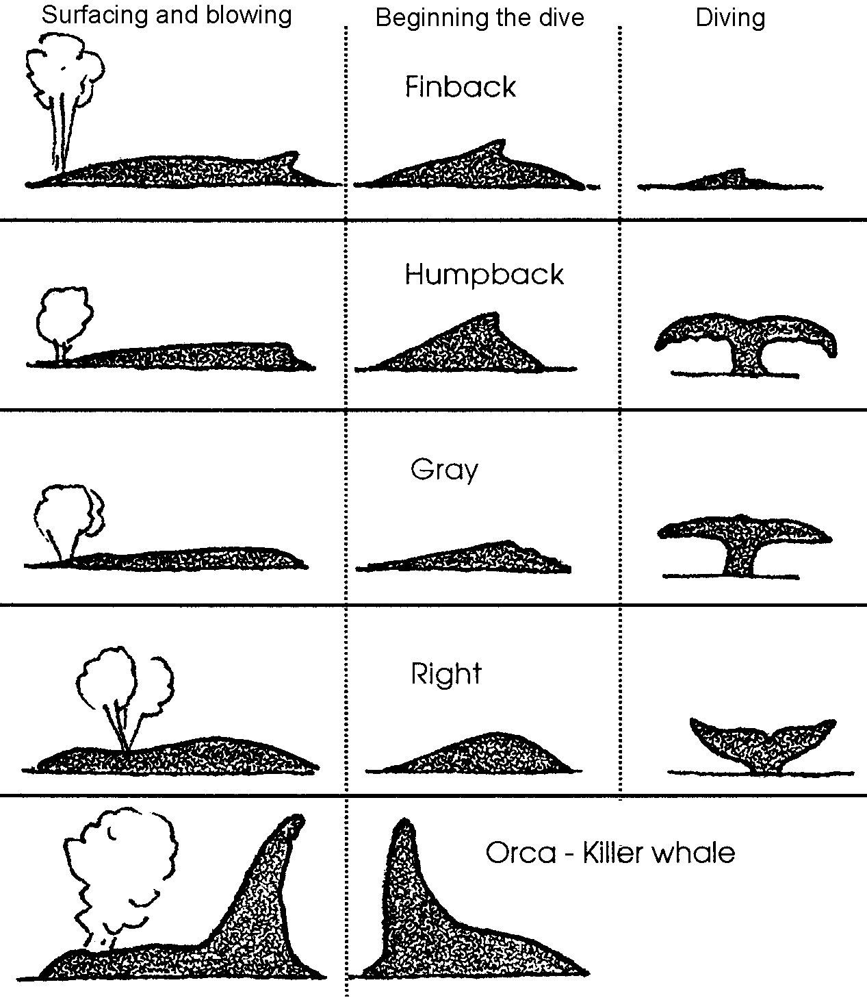 Surfacing and blowing
Beginning the dive
Diving
Finback
Humpback
Gray
Right
Orca - Killer whale